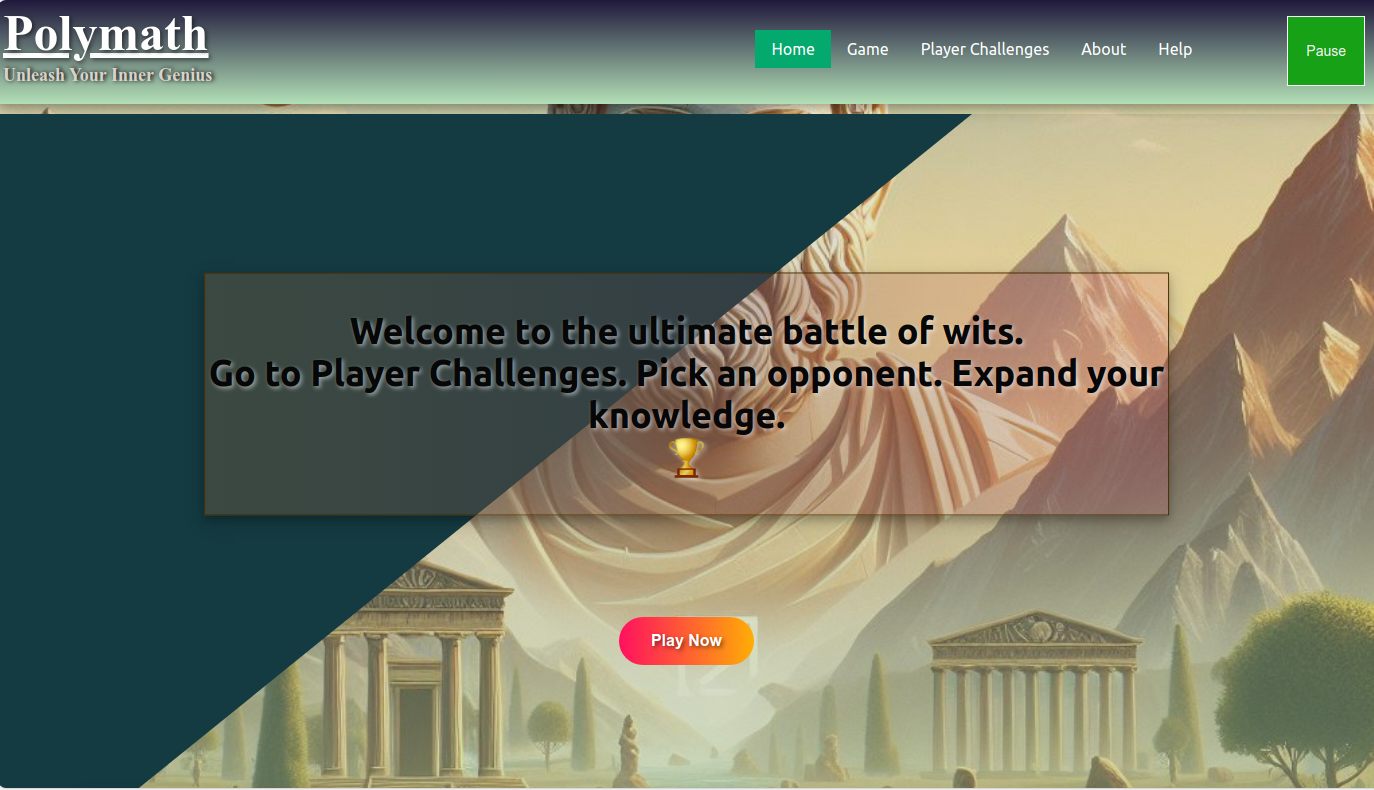 Polymath
Unleash Your Inner Genius
Home Game Player Challenges About Help
Pause
Welcome to the ultimate battle of wits.
Go to Player Challenges. Pick an opponent. Expand your
knowledge.
🏆
Play Now